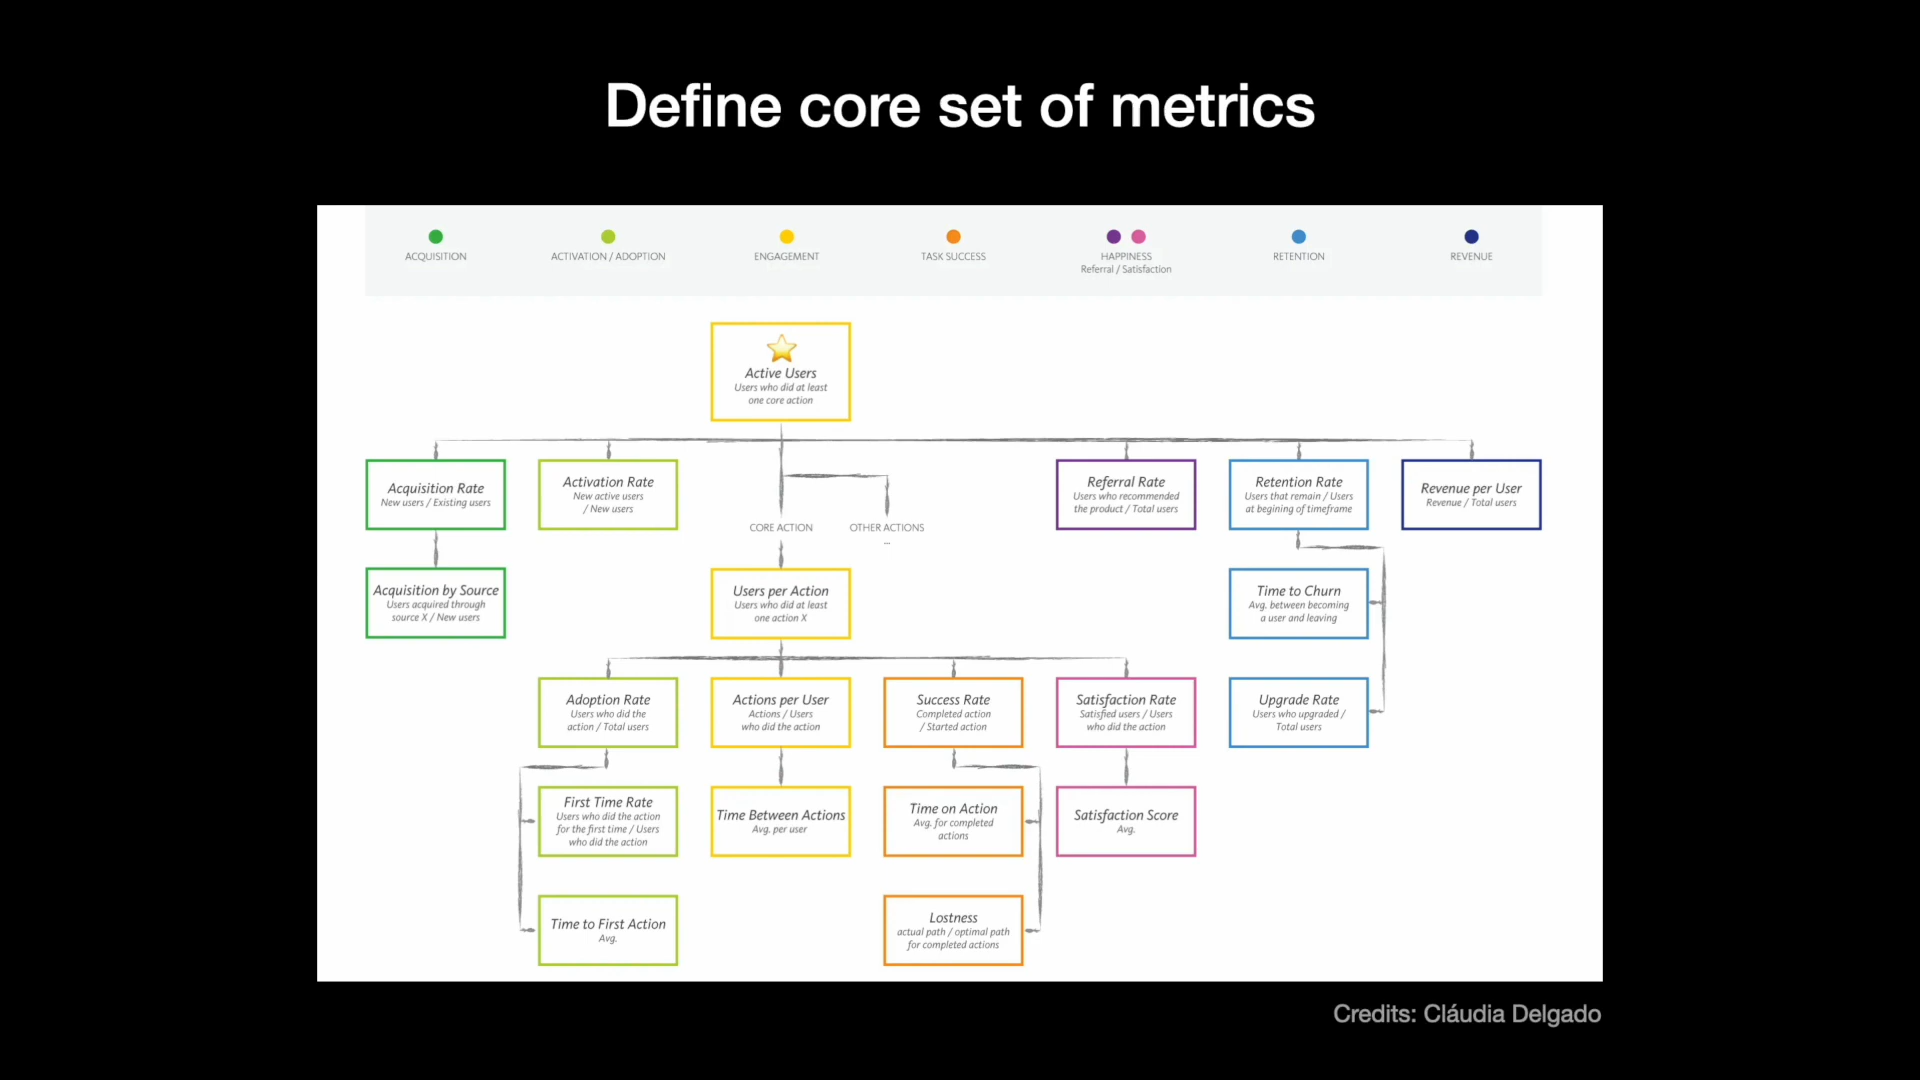 Define core set of metrics
ACQUISITION
ACTIVATION / ADOPTION
ENGAGEMENT
TASK SUCCESS
HAPPINESS
Referral / Satisfaction
RETENTION
REVENUE
Active Users
Users who did at least
one core action
Acquisition Rate
New users / Existing users
Activation Rate
New active users
/ New users
CORE ACTION
OTHER ACTIONS
...
Referral Rate
Users who recommended
the product / Total users
Retention Rate
Users that remain / Users
at begining of timeframe
Revenue per User
Revenue / Total users
Acquisition by Source
Users acquired through
source X / New users
Users per Action
Users who did at least
one action X
Time to Churn
Avg. between becoming
a user and leaving
Adoption Rate
Users who did the
action / Total users
Actions per User
Actions / Users
who did the action
Success Rate
Completed action
/ Started action
Satisfaction Rate
Satisfied users / Users
who did the action
Upgrade Rate
Users who upgraded /
Total users
First Time Rate
Users who did the action
for the first time / Users
who did the action
Time Between Actions
Avg. per user
Time on Action
Avg. for completed
actions
Satisfaction Score
Avg.
Time to First Action
Avg.
Lostness
actual path / optimal path
for completed actions
Credits: Cláudia Delgado